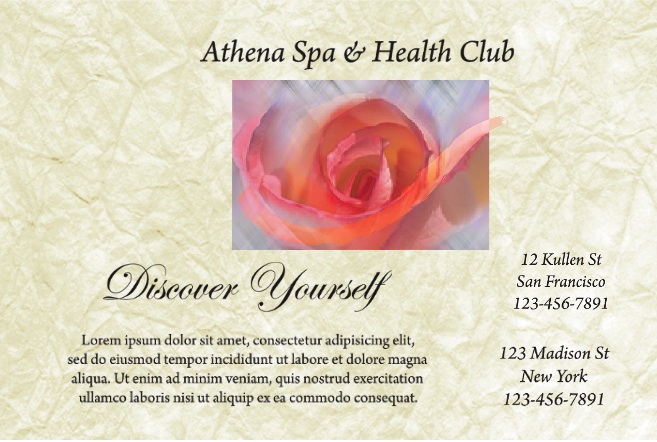 Athena Spa & Health Club
Discover Yourself
Lorem ipsum dolor sit amet, consectetur adipisicing elit,
sed do eiusmod tempor incididunt ut labore et dolore magna
aliqua. Ut enim ad minim veniam, quis nostrud exercitation
ullamco laboris nisi ut aliquip ex ea commodo consequat.
12 Kullen St
San Francisco
123-456-7891
123 Madison St
New York
123-456-7891